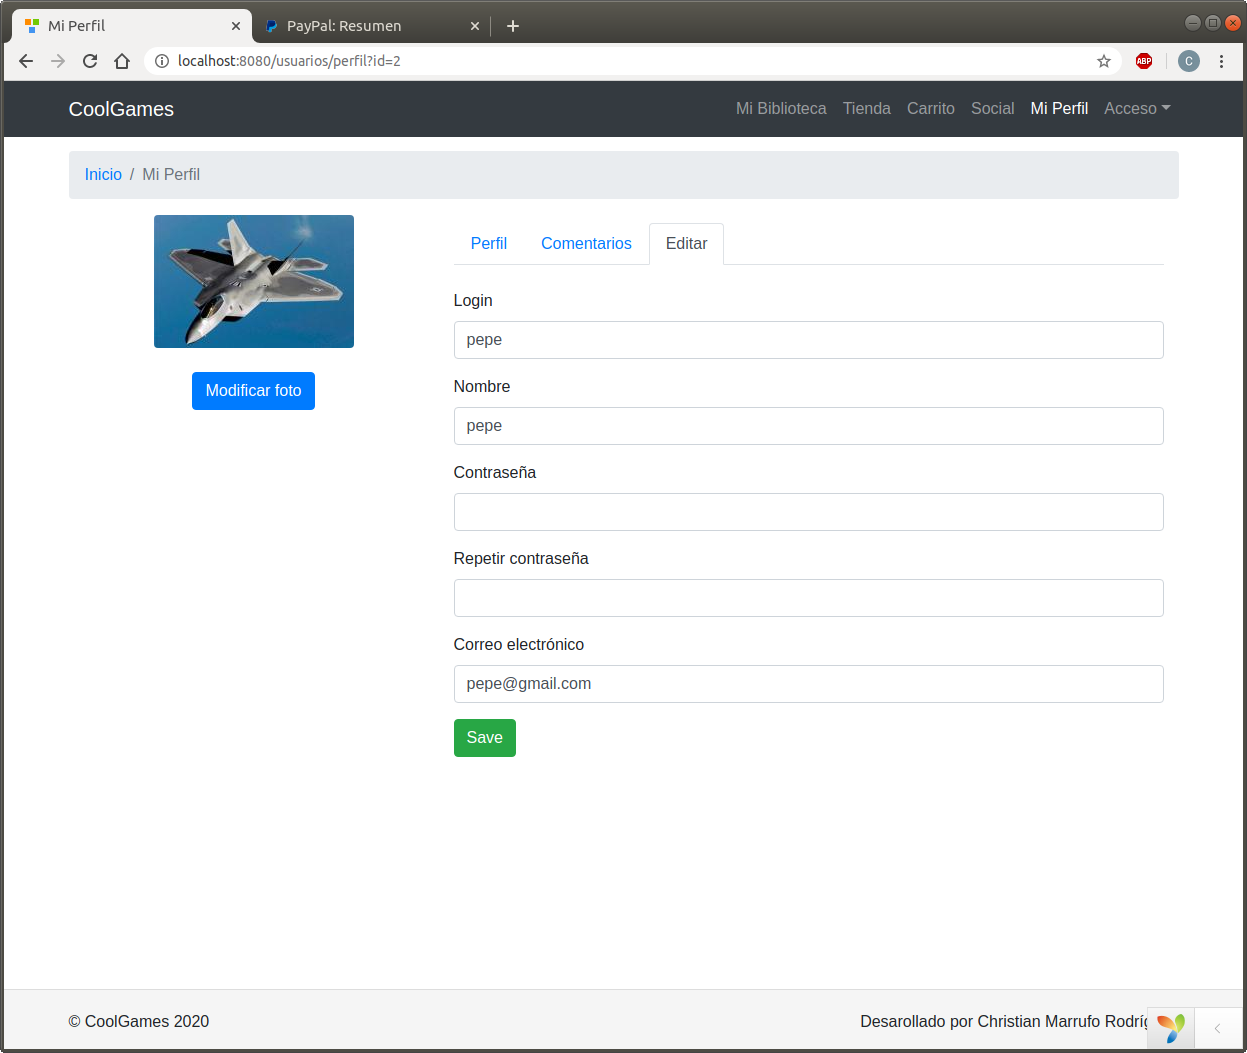 Mi Perfil
PayPal: Resumen
localhost:8080/usuarios/perfil?id=2
ABP
C
CoolGames
Mi Biblioteca Tienda Carrito Social Mi Perfil Acceso
Inicio / Mi Perfil
Perfil Comentarios Editar
Modificar foto
Login
pepe
Nombre
pepe
Contraseña
Repetir contraseña
Correo electrónico
pepe@gmail.com
Save
© CoolGames 2020
Desarollado por Christian Marrufo